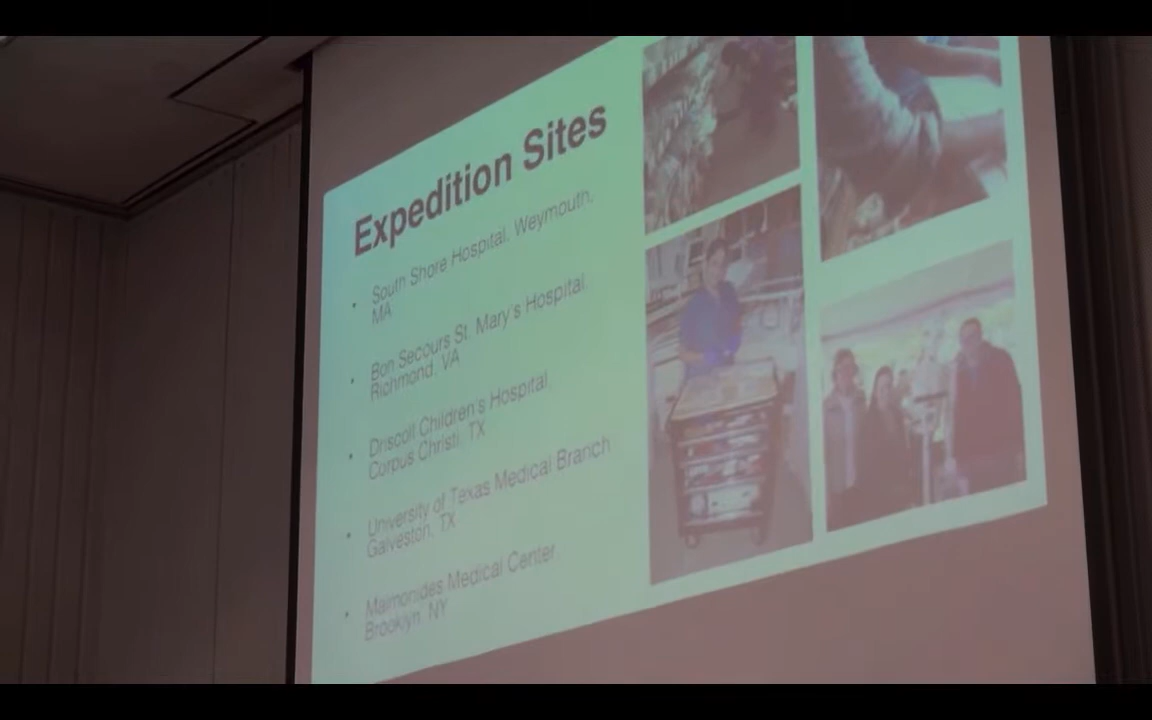 Expedition Sites
• South Shore Hospital, Weymouth,
MA
• Bon Secours St. Mary's Hospital
Richmond, VA
• Driscoll Children's Hospital,
Corpus Christi, TX
• University of Texas Medical Branch
Galveston, TX
• Maimonides Medical Center
Brooklyn, NY